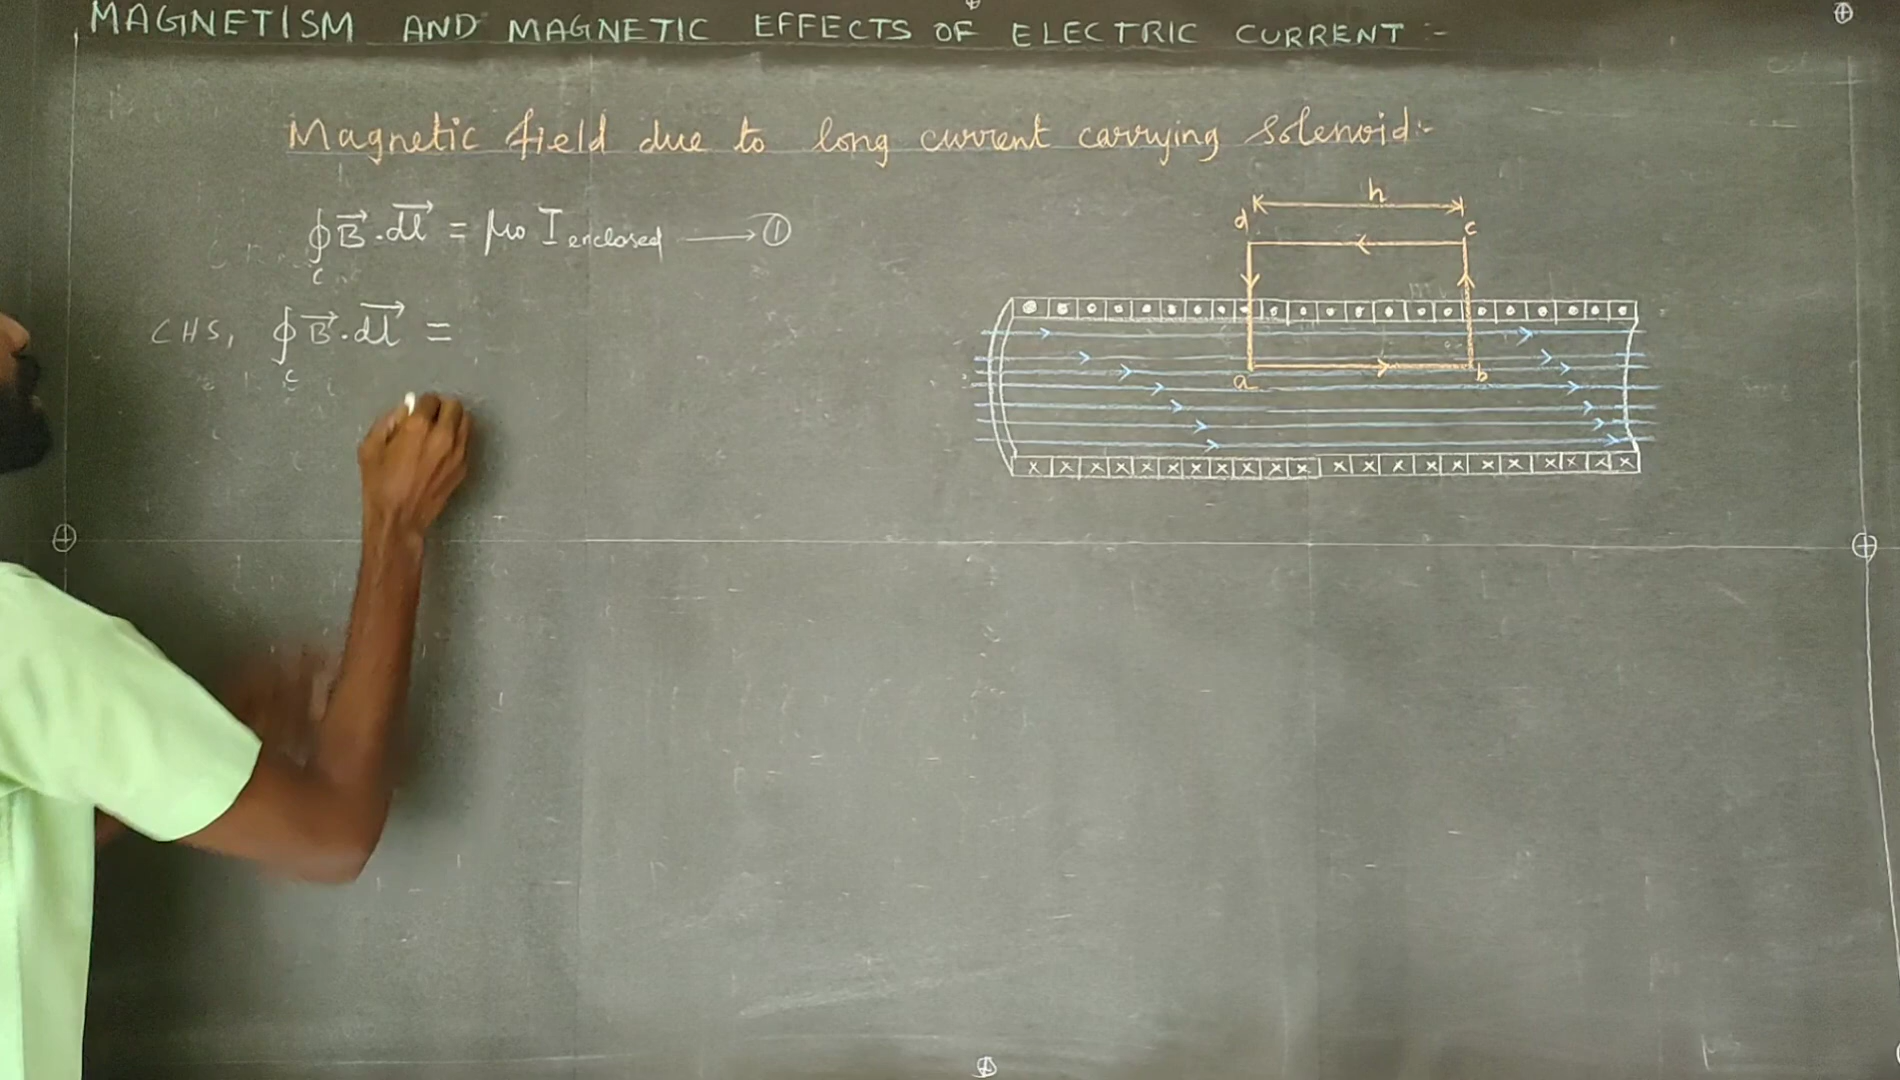 MAGNETISM AND MAGNETIC EFFECTS OF ELECTRIC CURRENT :-
Magnetic field due to long current carrying solenoid:-
∮c B⃗.dl⃗ = μ₀ I enclosed ⟶ ①
LHS, ∮c B⃗.dl⃗ =
h
d c
a b